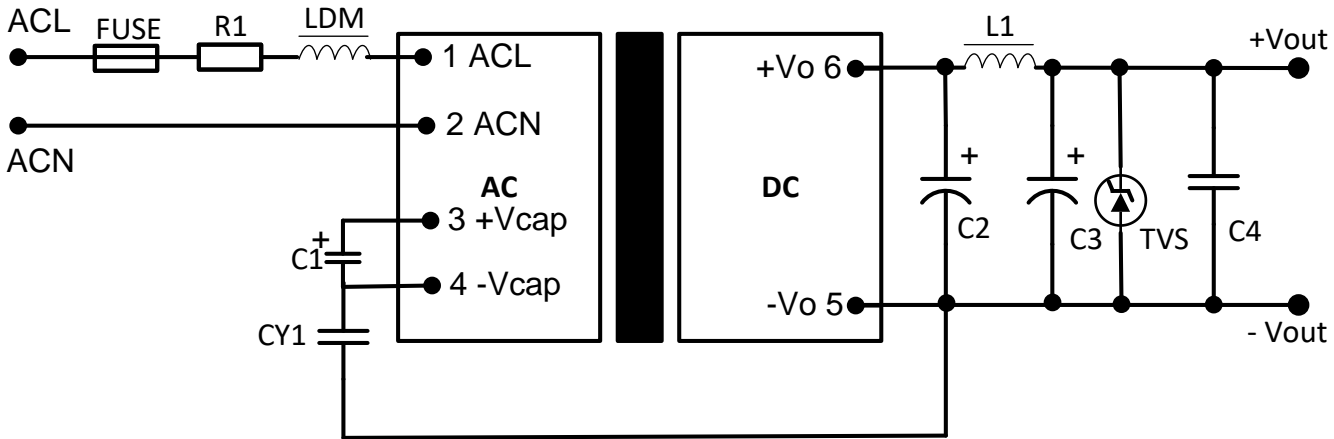 ACL
FUSE
R1
LDM
1 ACL
ACN
2 ACN
AC
3 +Vcap
+
C1
4 -Vcap
CY1
+Vo 6
DC
-Vo 5
L1
+Vout
+
C2
+
C3
TVS
C4
- Vout